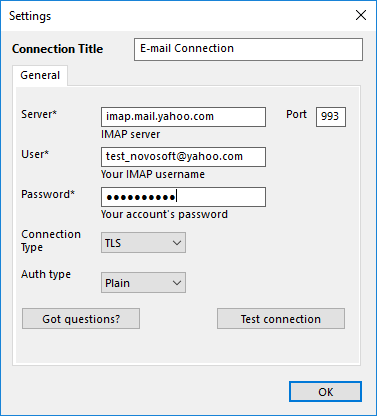 Settings
Connection Title E-mail Connection
General
Server* imap.mail.yahoo.com Port 993
IMAP server
User* test_novosoft@yahoo.com
Your IMAP username
Password* ●●●●●●●●●●
Your account's password
Connection
Type TLS
Auth type Plain
Got questions? Test connection
OK